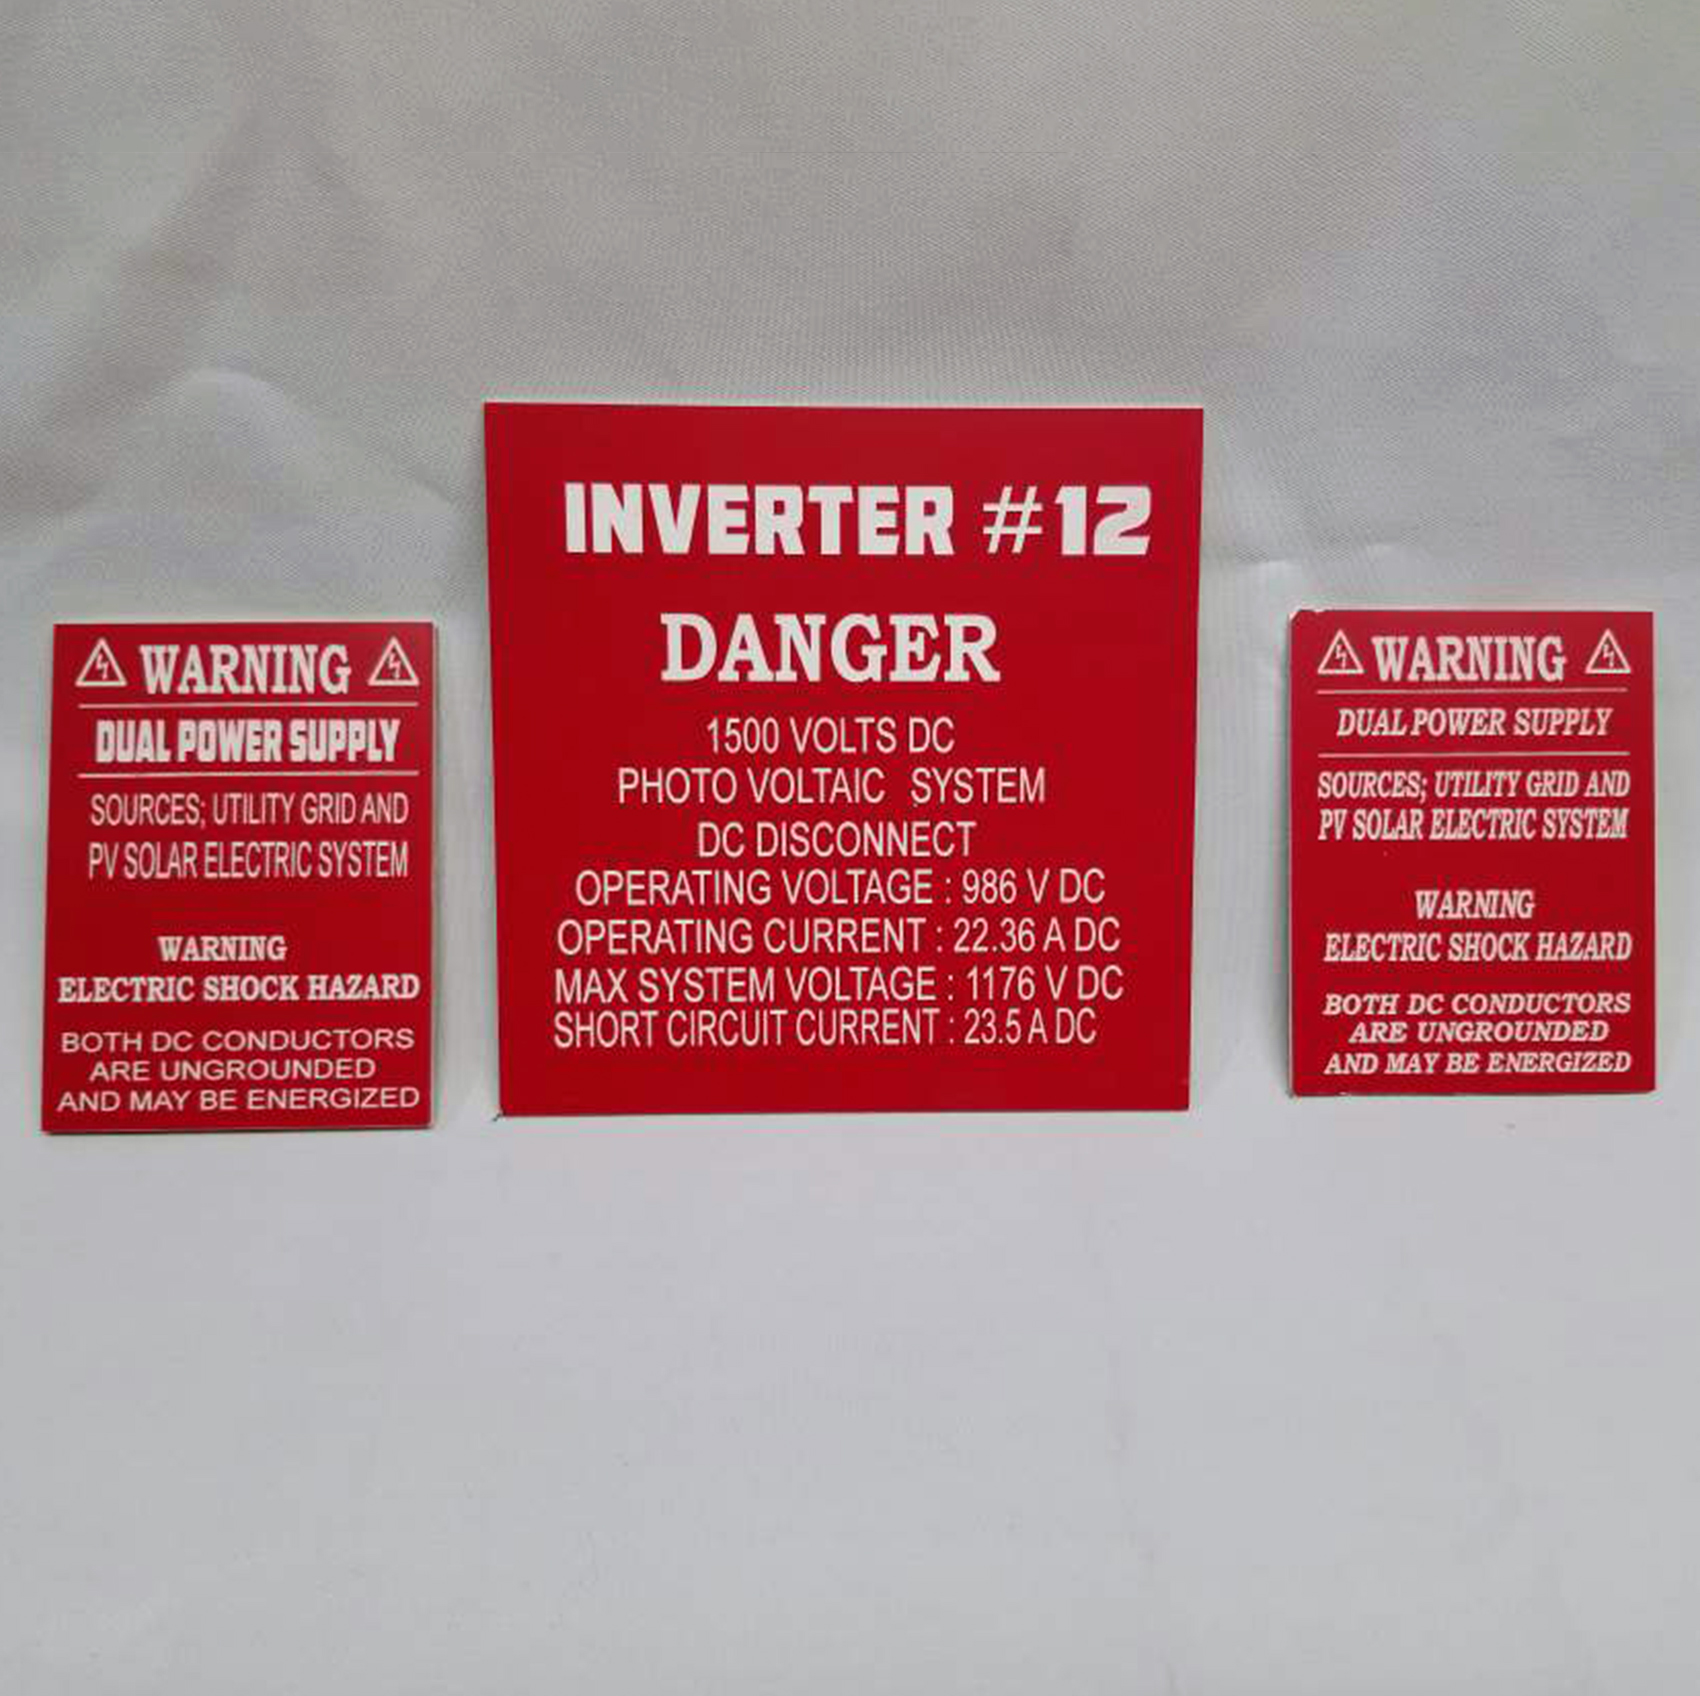 WARNING
DUAL POWER SUPPLY
SOURCES; UTILITY GRID AND
PV SOLAR ELECTRIC SYSTEM
WARNING
ELECTRIC SHOCK HAZARD
BOTH DC CONDUCTORS
ARE UNGROUNDED
AND MAY BE ENERGIZED
INVERTER #12
DANGER
1500 VOLTS DC
PHOTO VOLTAIC SYSTEM
DC DISCONNECT
OPERATING VOLTAGE : 986 V DC
OPERATING CURRENT : 22.36 A DC
MAX SYSTEM VOLTAGE : 1176 V DC
SHORT CIRCUIT CURRENT : 23.5 A DC
WARNING
DUAL POWER SUPPLY
SOURCES; UTILITY GRID AND
PV SOLAR ELECTRIC SYSTEM
WARNING
ELECTRIC SHOCK HAZARD
BOTH DC CONDUCTORS
ARE UNGROUNDED
AND MAY BE ENERGIZED